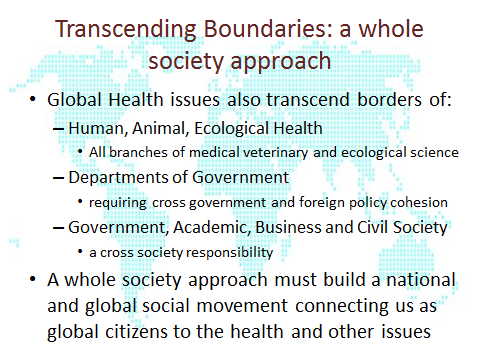 Transcending Boundaries: a whole
society approach
• Global Health issues also transcend borders of:
– Human, Animal, Ecological Health
• All branches of medical veterinary and ecological science
– Departments of Government
• requiring cross government and foreign policy cohesion
– Government, Academic, Business and Civil Society
• a cross society responsibility
• A whole society approach must build a national
and global social movement connecting us as
global citizens to the health and other issues